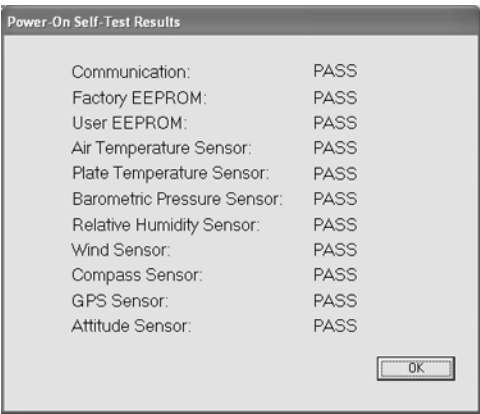 Power-On Self-Test Results
Communication: PASS
Factory EEPROM: PASS
User EEPROM: PASS
Air Temperature Sensor: PASS
Plate Temperature Sensor: PASS
Barometric Pressure Sensor: PASS
Relative Humidity Sensor: PASS
Wind Sensor: PASS
Compass Sensor: PASS
GPS Sensor: PASS
Attitude Sensor: PASS
OK